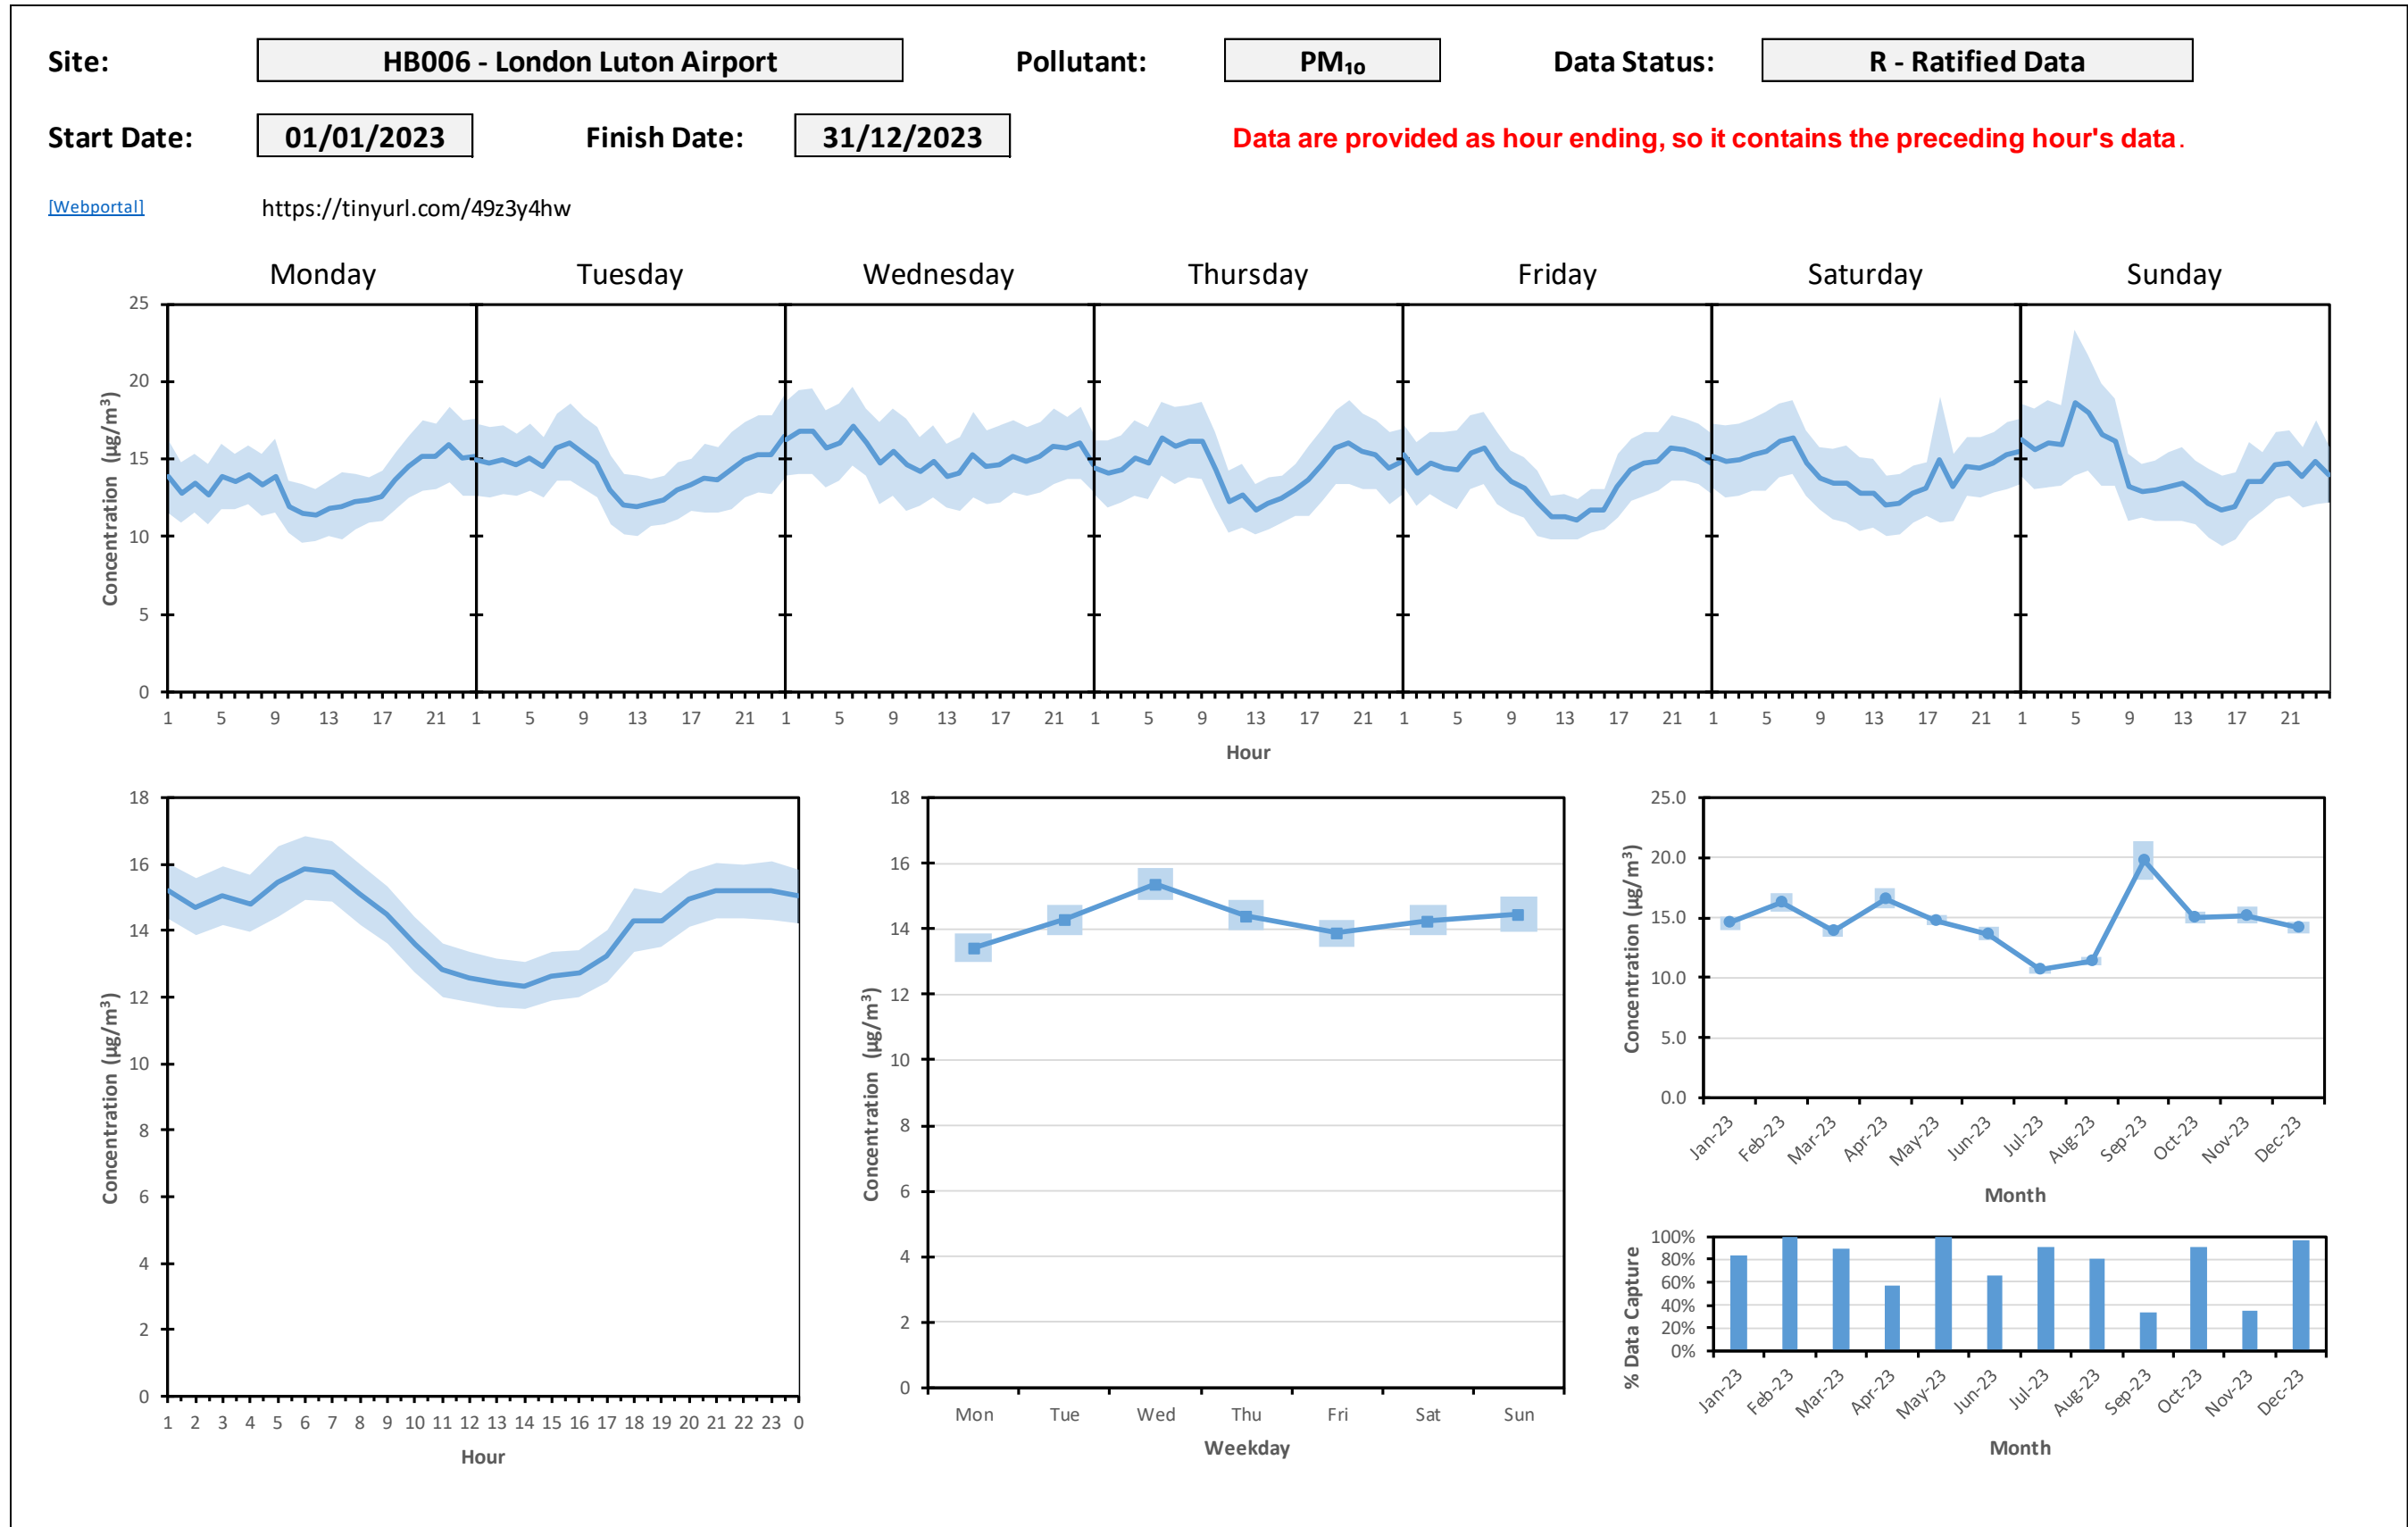 Site: HB006 - London Luton Airport Pollutant: PM₁₀ Data Status: R - Ratified Data
Start Date: 01/01/2023 Finish Date: 31/12/2023 Data are provided as hour ending, so it contains the preceding hour's data.
[Webportal] https://tinyurl.com/49z3y4hw
Monday Tuesday Wednesday Thursday Friday Saturday Sunday
Concentration (µg/m³)
25
20
15
10
5
0
1 5 9 13 17 21 1 5 9 13 17 21 1 5 9 13 17 21 1 5 9 13 17 21 1 5 9 13 17 21 1 5 9 13 17 21 1 5 9 13 17 21
Hour
Concentration (µg/m³)
18
16
14
12
10
8
6
4
2
0
1 2 3 4 5 6 7 8 9 10 11 12 13 14 15 16 17 18 19 20 21 22 23 0
Hour
Concentration (µg/m³)
18
16
14
12
10
8
6
4
2
0
Mon Tue Wed Thu Fri Sat Sun
Weekday
Concentration (µg/m³)
25.0
20.0
15.0
10.0
5.0
0.0
Jan-23 Feb-23 Mar-23 Apr-23 May-23 Jun-23 Jul-23 Aug-23 Sep-23 Oct-23 Nov-23 Dec-23
Month
% Data Capture
100%
80%
60%
40%
20%
0%
Jan-23 Feb-23 Mar-23 Apr-23 May-23 Jun-23 Jul-23 Aug-23 Sep-23 Oct-23 Nov-23 Dec-23
Month